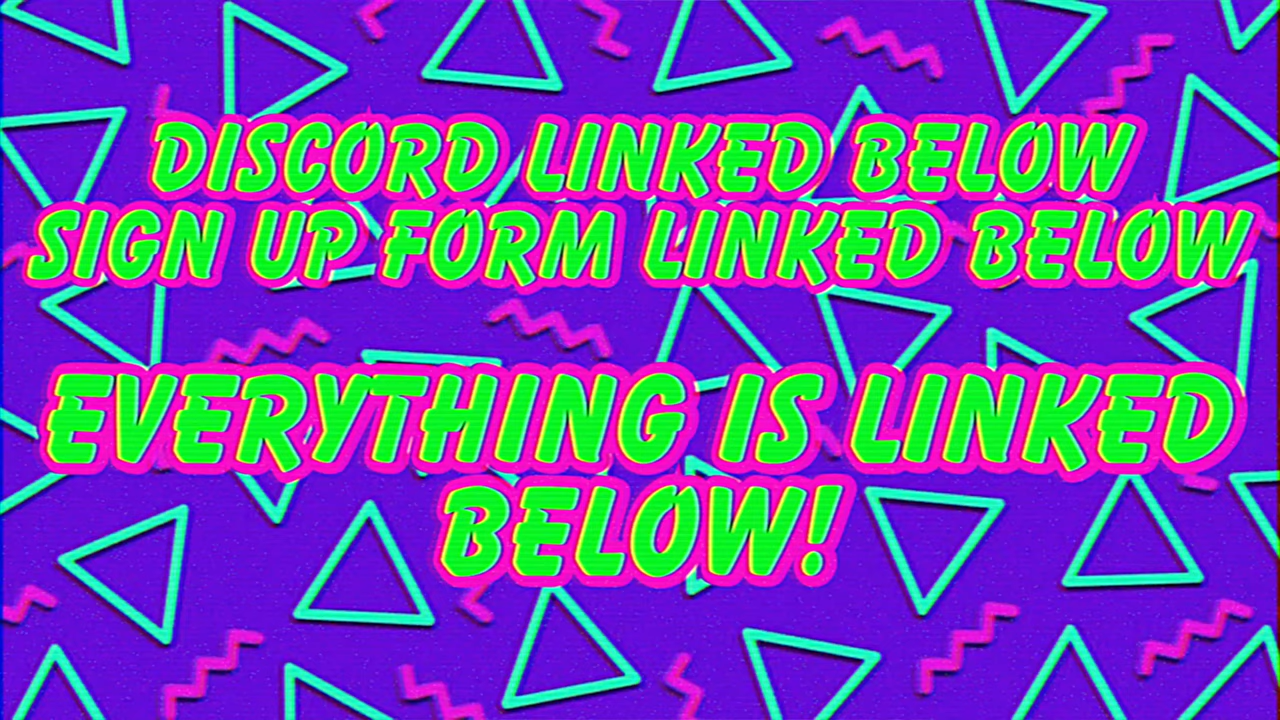 DISCORD LINKED BELOW
SIGN UP FORM LINKED BELOW
EVERYTHING IS LINKED
BELOW!